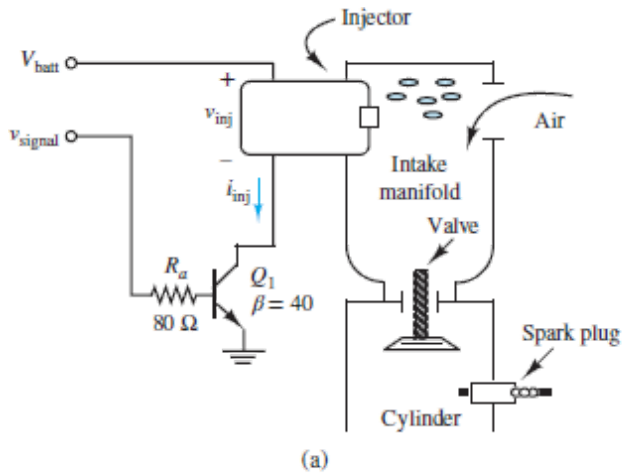 Injector
V_batt
+
v_inj
v_signal
Air
−
Intake
manifold
i_inj
Valve
R_a
Q_1
β = 40
80 Ω
Spark plug
Cylinder
(a)